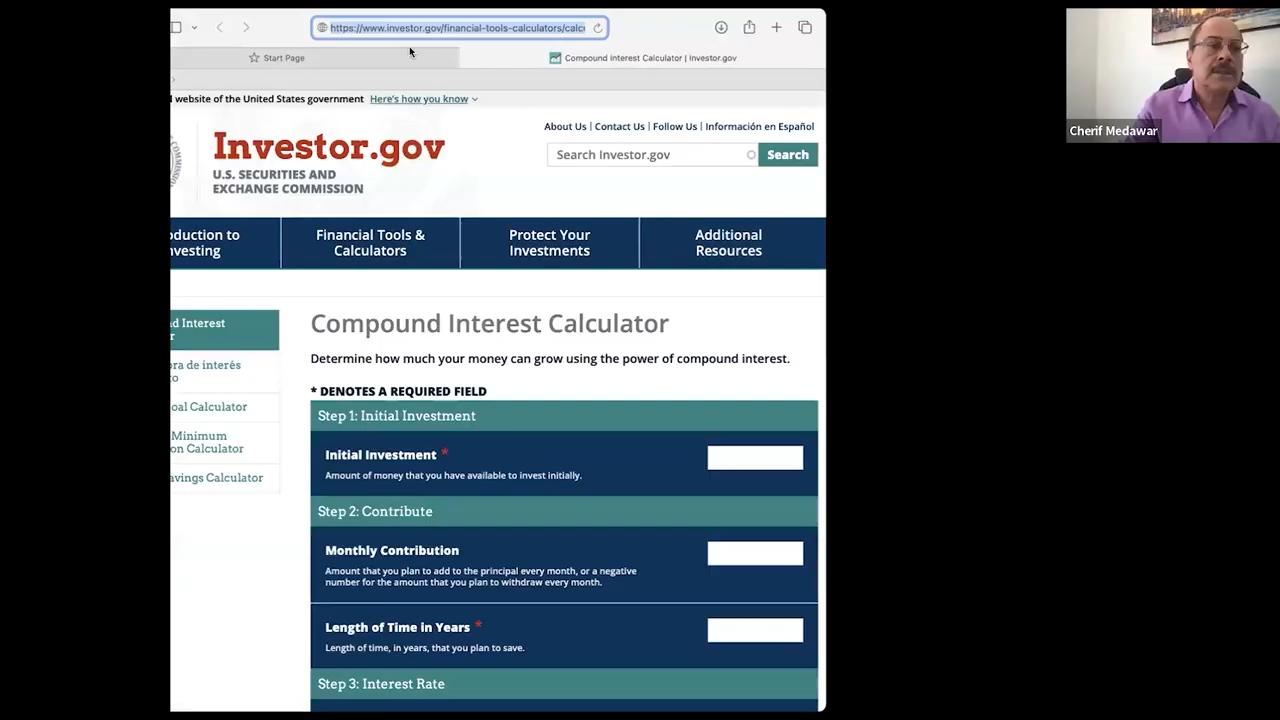 https://www.investor.gov/financial-tools-calculators/calc
Start Page
Compound Interest Calculator | Investor.gov
website of the United States government Here's how you know
About Us | Contact Us | Follow Us | Información en Español
Investor.gov
U.S. SECURITIES AND
EXCHANGE COMMISSION
Search Investor.gov
Search
oduction to
vesting
Financial Tools &
Calculators
Protect Your
Investments
Additional
Resources
d Interest
r
ora de interés
to
oal Calculator
Minimum
on Calculator
avings Calculator
Compound Interest Calculator
Determine how much your money can grow using the power of compound interest.
* DENOTES A REQUIRED FIELD
Step 1: Initial Investment
Initial Investment *
Amount of money that you have available to invest initially.
Step 2: Contribute
Monthly Contribution
Amount that you plan to add to the principal every month, or a negative
number for the amount that you plan to withdraw every month.
Length of Time in Years *
Length of time, in years, that you plan to save.
Step 3: Interest Rate
Cherif Medawar